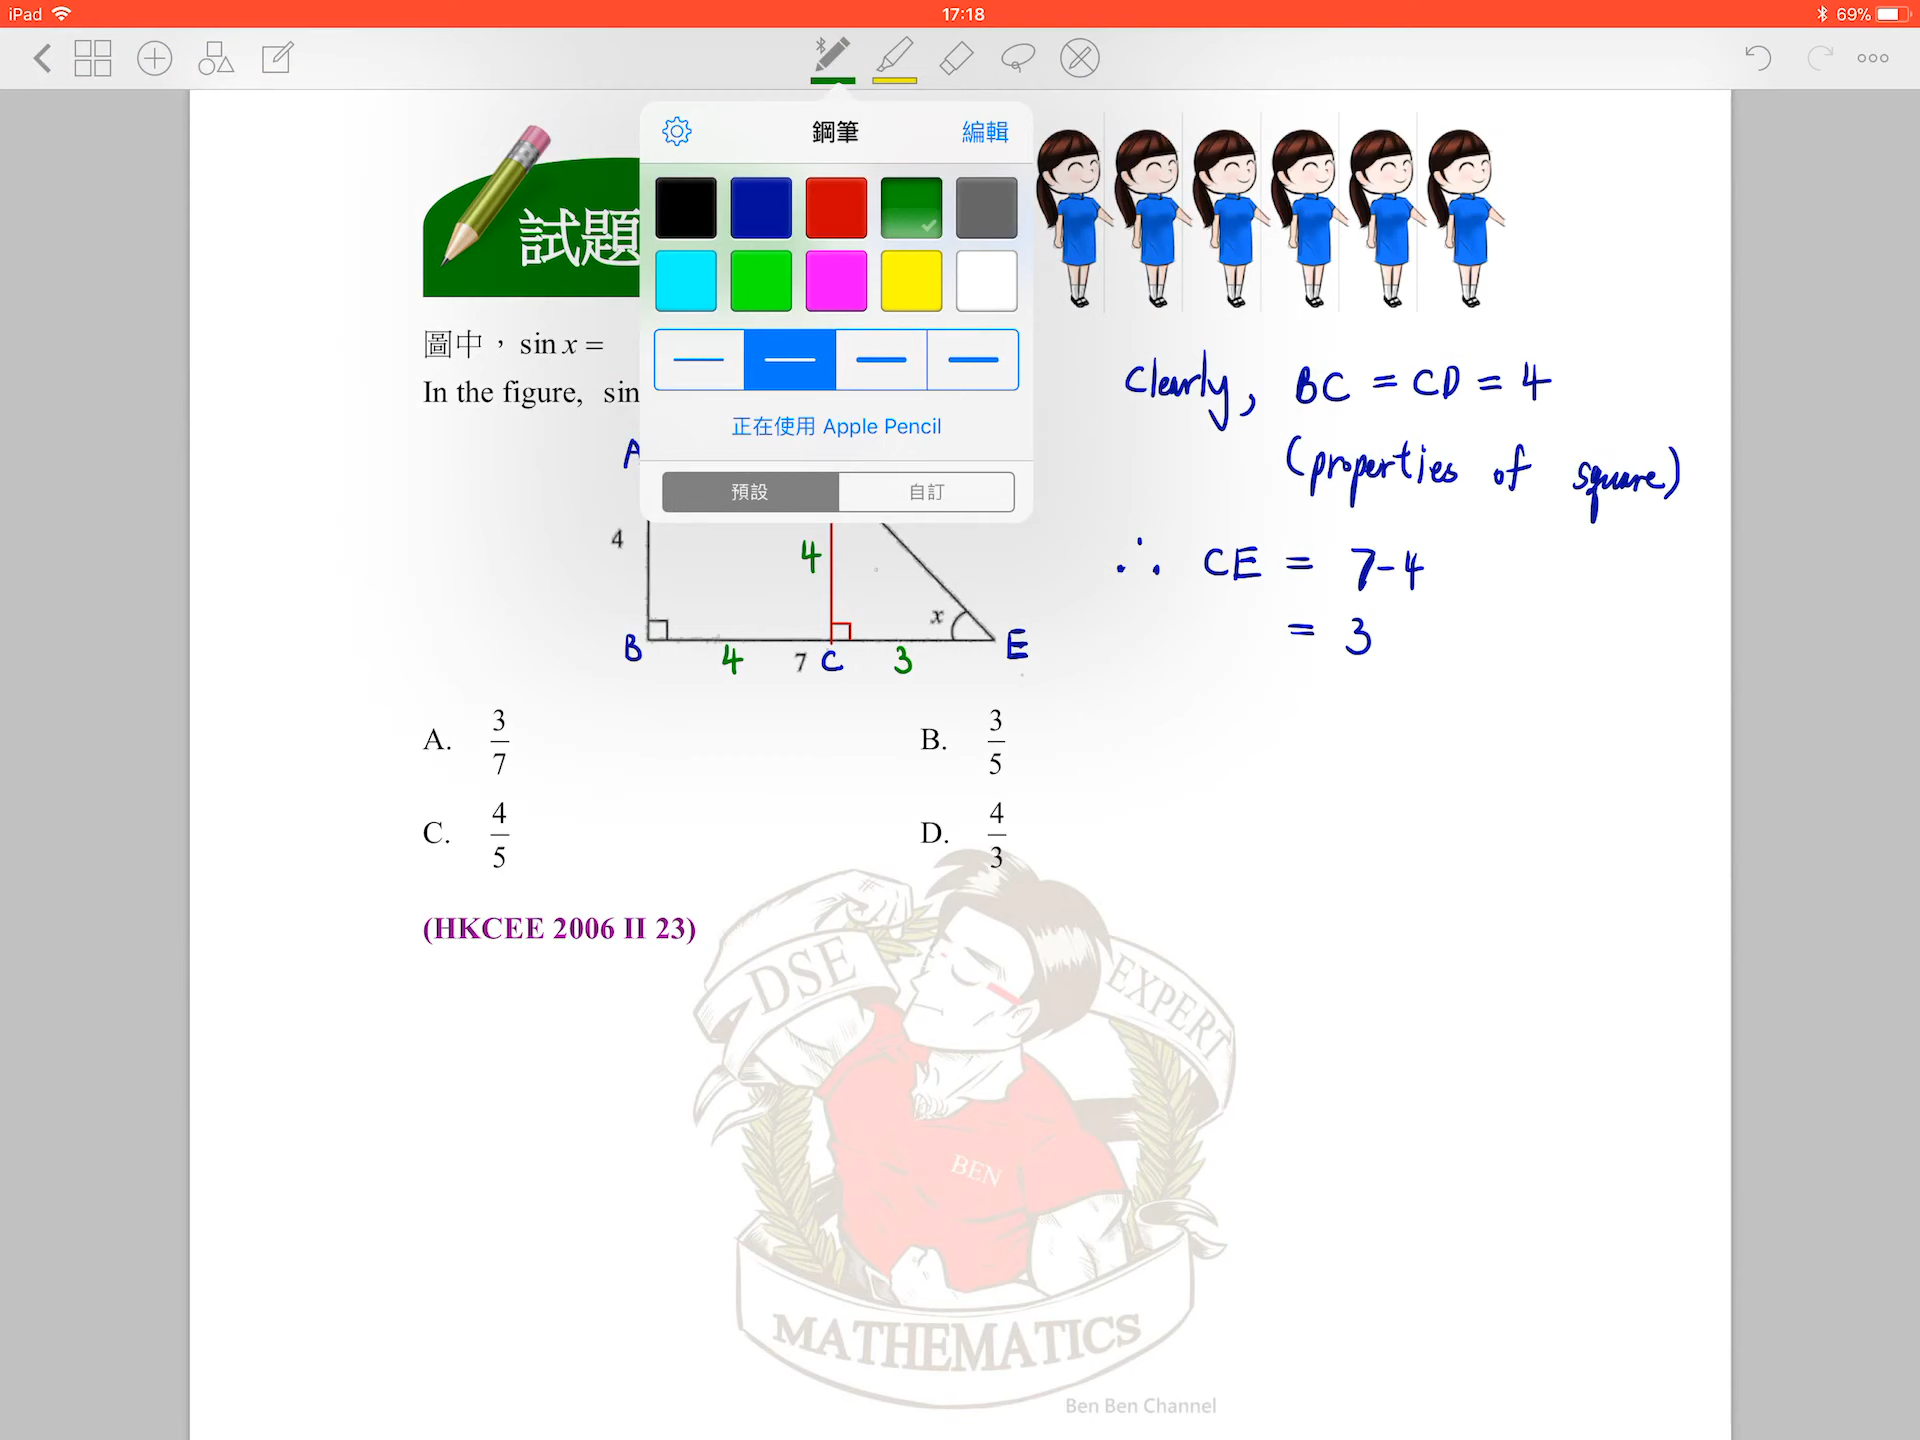 iPad 17:18 69%
鋼筆 編輯
試題
圖中，sin x =
In the figure, sin
正在使用 Apple Pencil
預設 自訂
A
4 4
x
B 4 7 C 3 E
Clearly, BC = CD = 4
(properties of square)
∴ CE = 7-4
= 3
A. 3/7 B. 3/5
C. 4/5 D. 4/3
(HKCEE 2006 II 23)
DSE EXPERT
BEN
MATHEMATICS
Ben Ben Channel